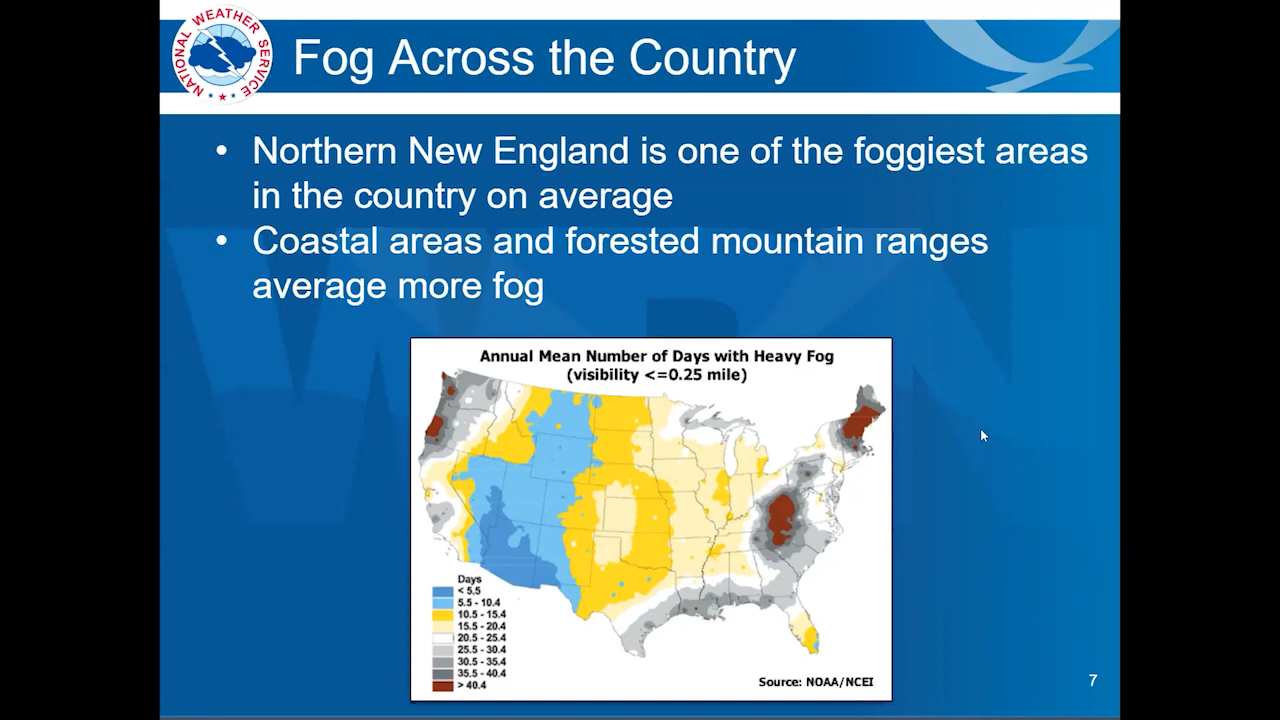 NATIONAL WEATHER SERVICE
Fog Across the Country
• Northern New England is one of the foggiest areas
in the country on average
• Coastal areas and forested mountain ranges
average more fog
WRN
Annual Mean Number of Days with Heavy Fog
(visibility <=0.25 mile)
Days
< 5.5
5.5 - 10.4
10.5 - 15.4
15.5 - 20.4
20.5 - 25.4
25.5 - 30.4
30.5 - 35.4
35.5 - 40.4
> 40.4
Source: NOAA/NCEI
7